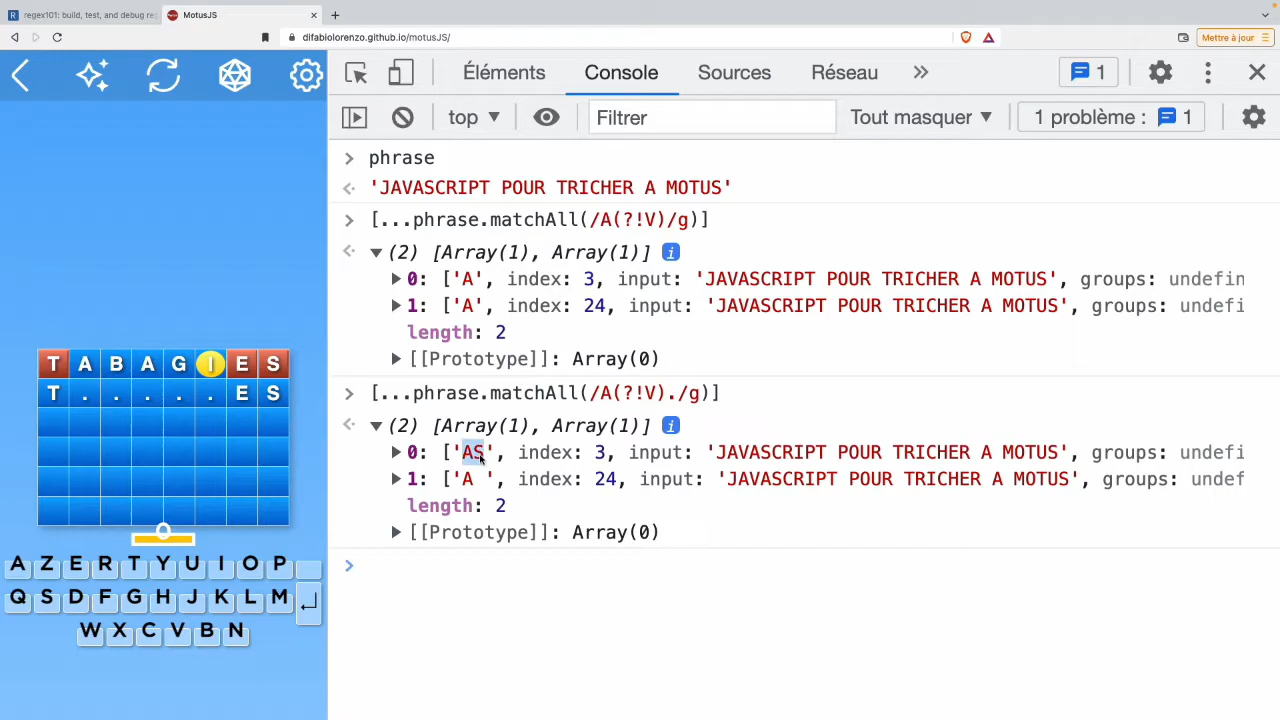 regex101: build, test, and debug re
MotusJS
difabiolorenzo.github.io/motusJS/
Mettre à jour
Éléments
Console
Sources
Réseau
1
top
Filtrer
Tout masquer
1 problème :
1
phrase
'JAVASCRIPT POUR TRICHER A MOTUS'
[...phrase.matchAll(/A(?!V)/g)]
(2) [Array(1), Array(1)]
0: ['A', index: 3, input: 'JAVASCRIPT POUR TRICHER A MOTUS', groups: undefin
1: ['A', index: 24, input: 'JAVASCRIPT POUR TRICHER A MOTUS', groups: undefi
length: 2
[[Prototype]]: Array(0)
[...phrase.matchAll(/A(?!V)./g)]
(2) [Array(1), Array(1)]
0: ['AS', index: 3, input: 'JAVASCRIPT POUR TRICHER A MOTUS', groups: undefi
1: ['A ', index: 24, input: 'JAVASCRIPT POUR TRICHER A MOTUS', groups: undef
length: 2
[[Prototype]]: Array(0)
T A B A G I E S
T . . . . . E S
A Z E R T Y U I O P
Q S D F G H J K L M
W X C V B N